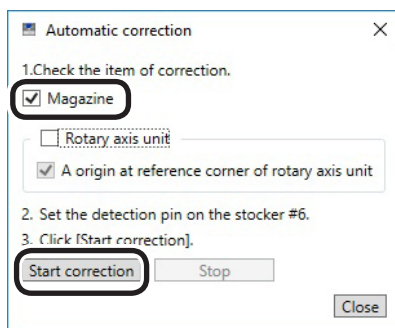 Automatic correction
1.Check the item of correction.
Magazine
Rotary axis unit
A origin at reference corner of rotary axis unit
2. Set the detection pin on the stocker #6.
3. Click [Start correction].
Start correction Stop
Close